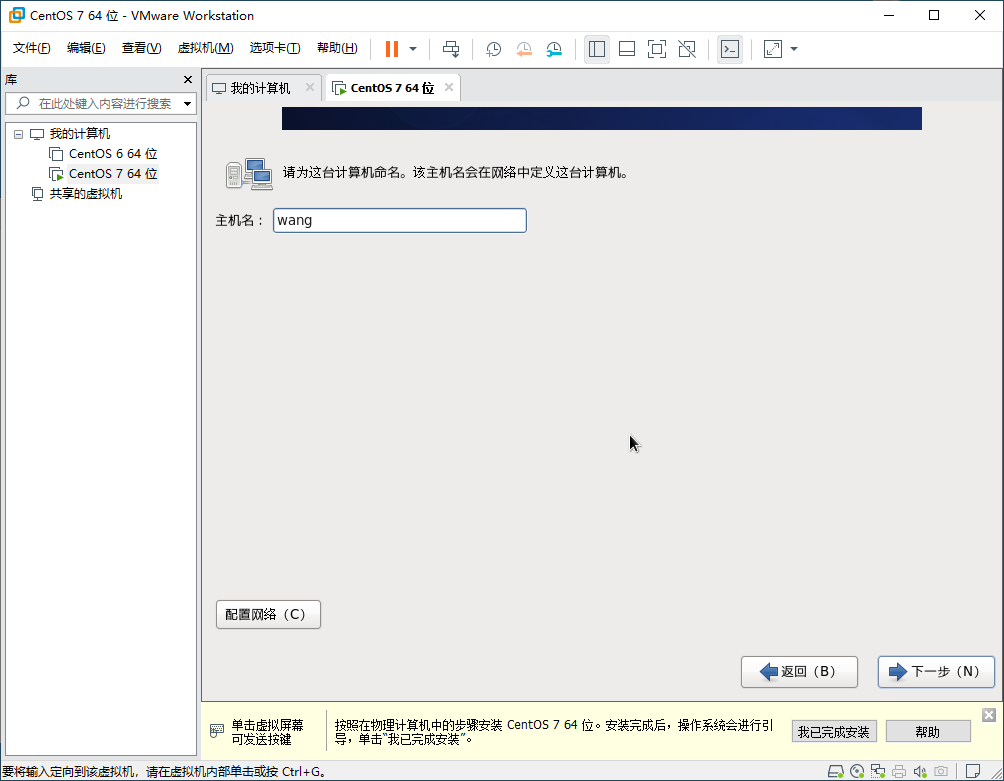 CentOS 7 64 位 - VMware Workstation
文件(F) 编辑(E) 查看(V) 虚拟机(M) 选项卡(T) 帮助(H)
库
在此处键入内容进行搜索
我的计算机
CentOS 6 64 位
CentOS 7 64 位
共享的虚拟机
我的计算机 CentOS 7 64 位
请为这台计算机命名。该主机名会在网络中定义这台计算机。
主机名： wang
配置网络（C）
返回（B） 下一步（N）
单击虚拟屏幕
可发送按键
按照在物理计算机中的步骤安装 CentOS 7 64 位。安装完成后，操作系统会进行引
导，单击“我已完成安装”。
我已完成安装 帮助
要将输入定向到该虚拟机，请在虚拟机内部单击或按 Ctrl+G。